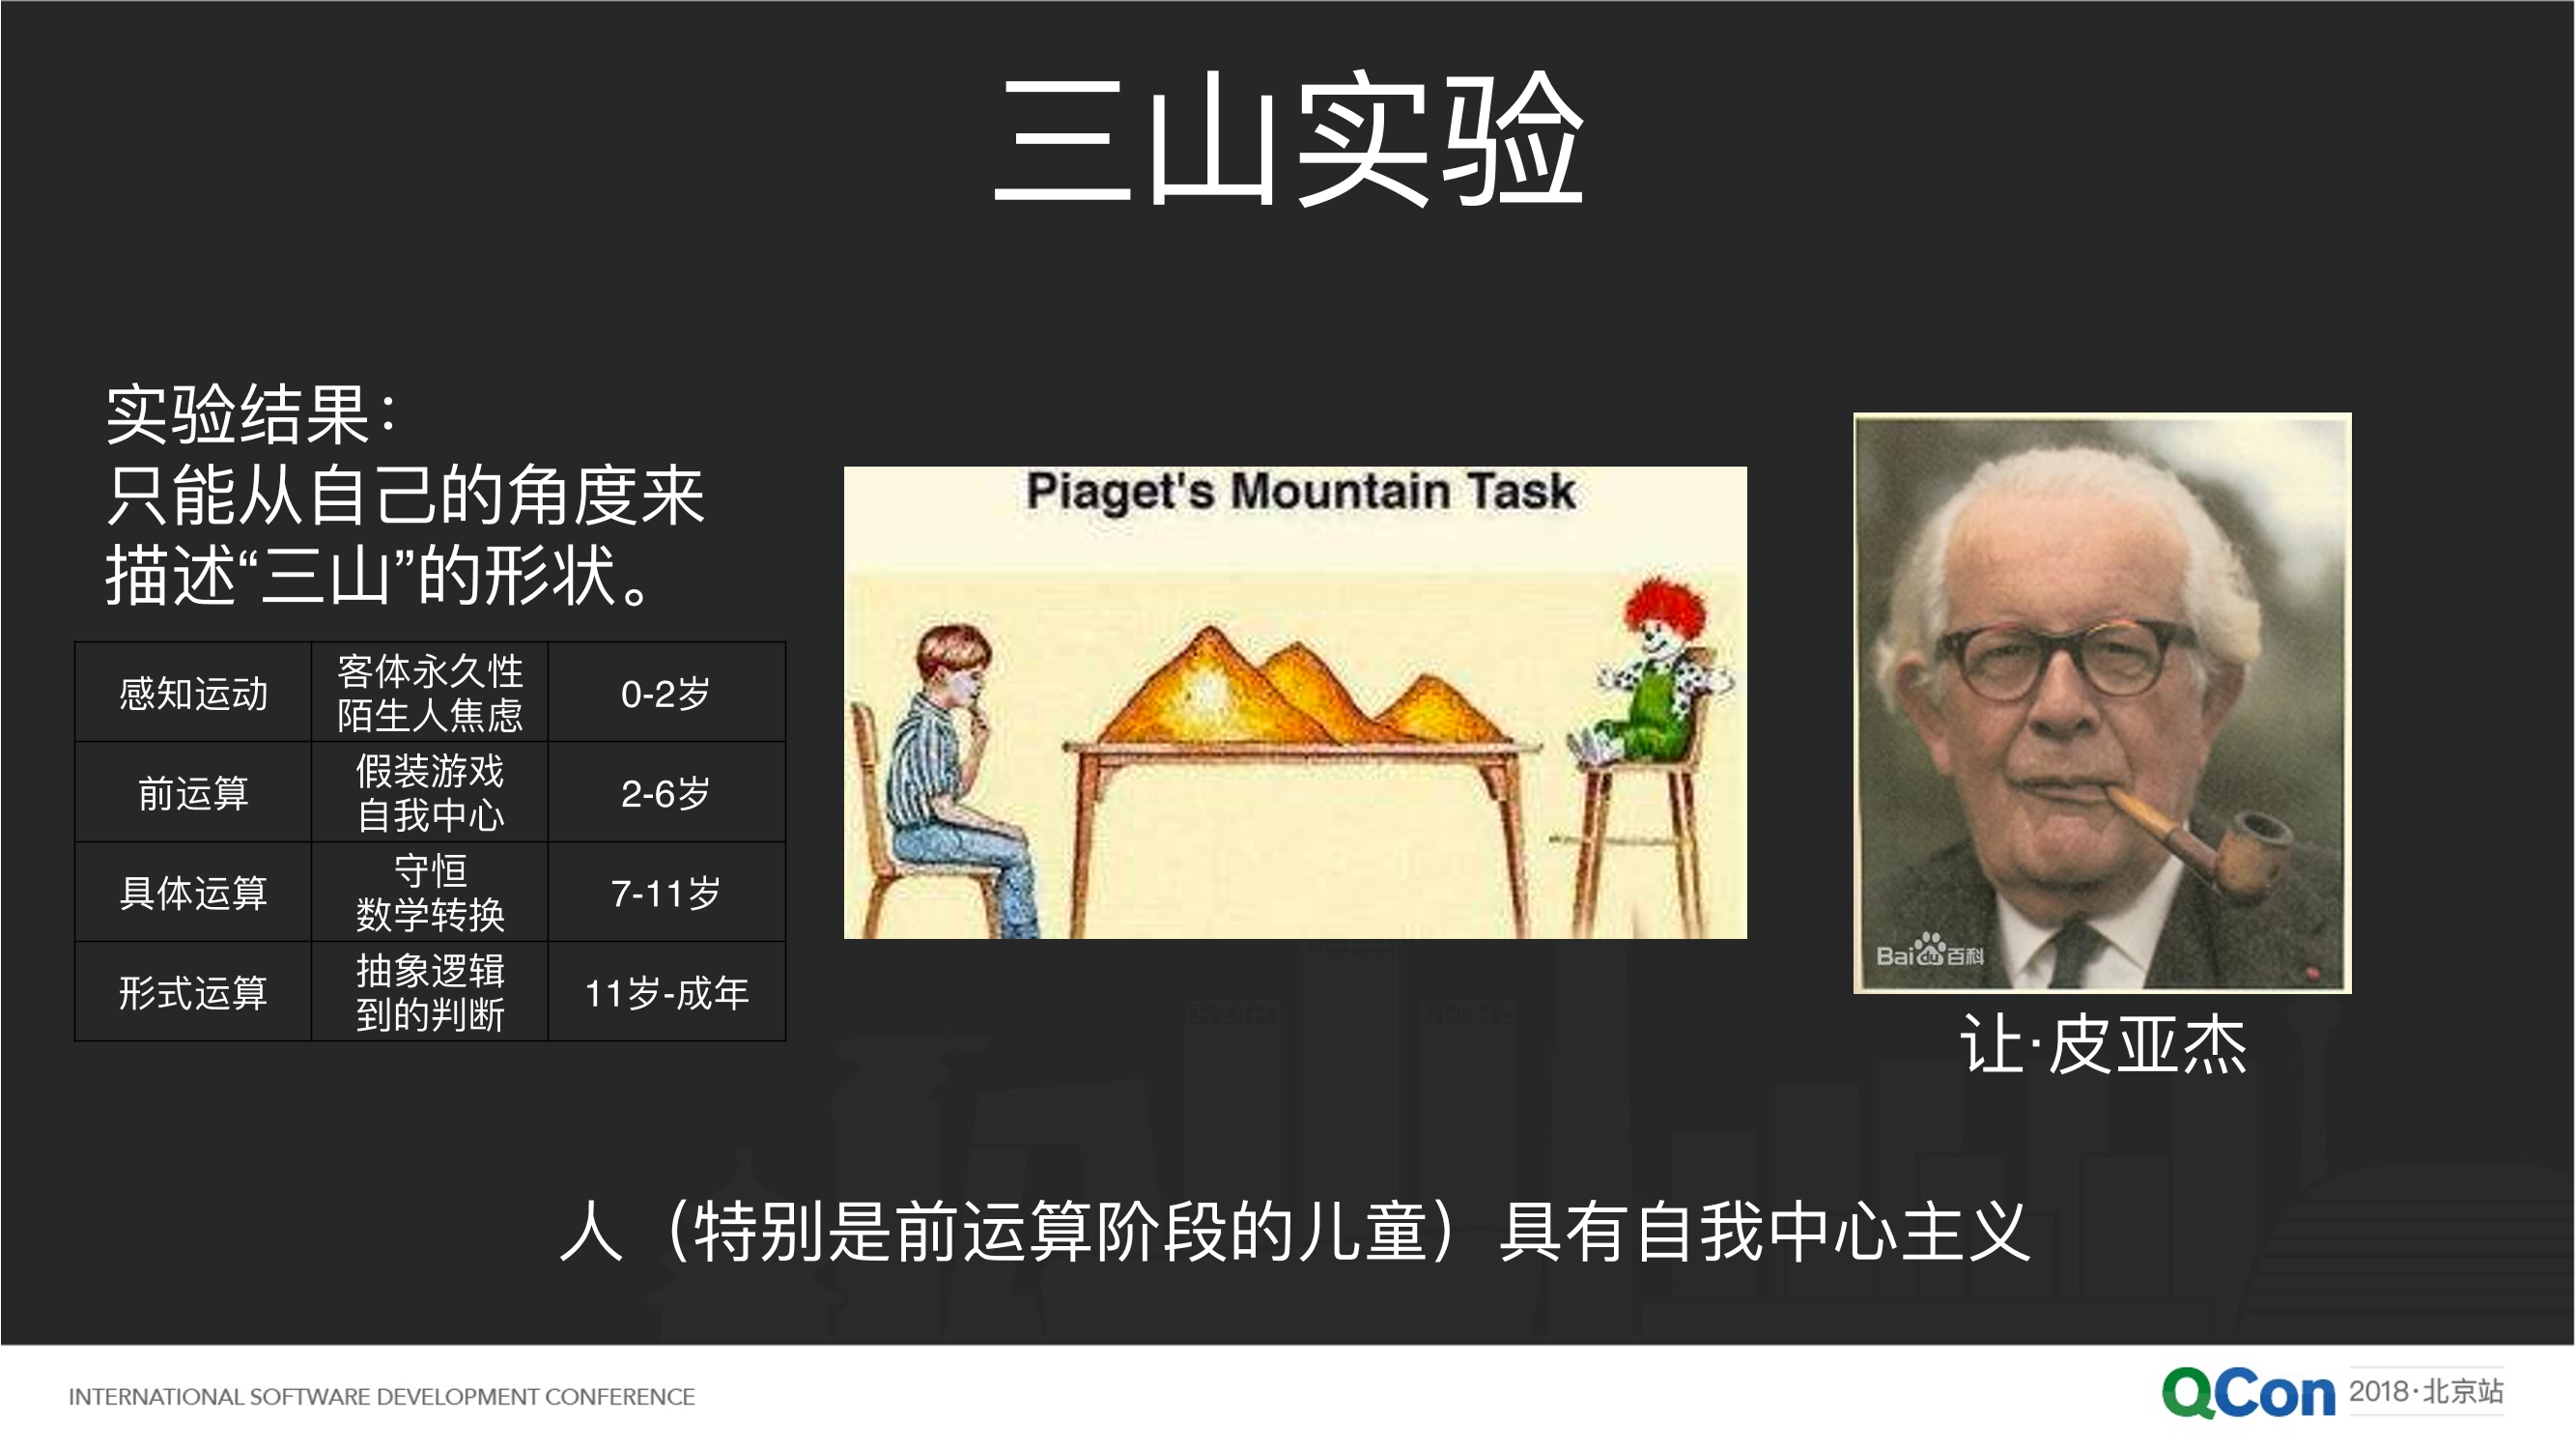 三山实验
实验结果：
只能从自己的角度来
描述“三山”的形状。
感知运动
客体永久性
陌生人焦虑
0-2岁
前运算
假装游戏
自我中心
2-6岁
具体运算
守恒
数学转换
7-11岁
形式运算
抽象逻辑
到的判断
11岁-成年
Piaget's Mountain Task
Bai du 百科
让·皮亚杰
人（特别是前运算阶段的儿童）具有自我中心主义
INTERNATIONAL SOFTWARE DEVELOPMENT CONFERENCE
QCon 2018·北京站